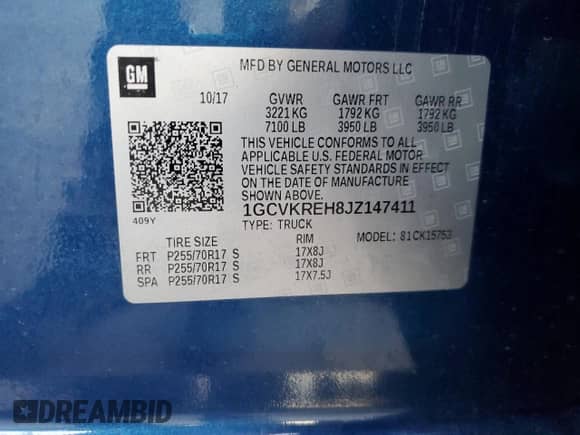 GM
MFD BY GENERAL MOTORS LLC
10/17 GVWR GAWR FRT GAWR RR
3221 KG 1792 KG 1792 KG
7100 LB 3950 LB 3950 LB
THIS VEHICLE CONFORMS TO ALL
APPLICABLE U.S. FEDERAL MOTOR
VEHICLE SAFETY STANDARDS IN
EFFECT ON THE DATE OF
MANUFACTURE SHOWN ABOVE.
409Y 1GCVKREH8JZ147411
TYPE: TRUCK
MODEL: 81CK15753
TIRE SIZE RIM
FRT P255/70R17 S 17X8J
RR P255/70R17 S 17X8J
SPA P255/70R17 S 17X7.5J
DREAMBID